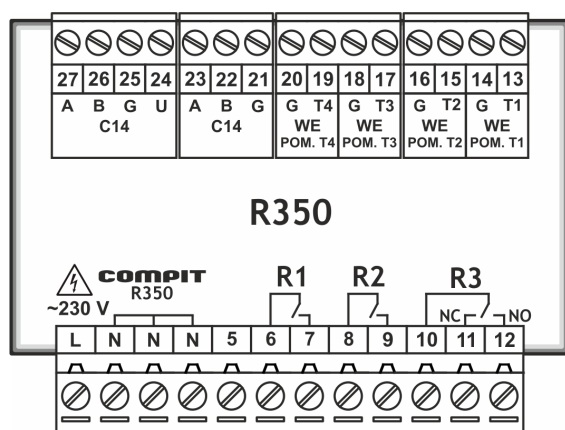 27 26 25 24 23 22 21 20 19 18 17 16 15 14 13
A B G U A B G G T4 G T3 G T2 G T1
C14 C14 WE WE WE WE
POM. T4 POM. T3 POM. T2 POM. T1
R350
COMPIT R1 R2 R3
R350
~230 V NC NO
L N N N 5 6 7 8 9 10 11 12